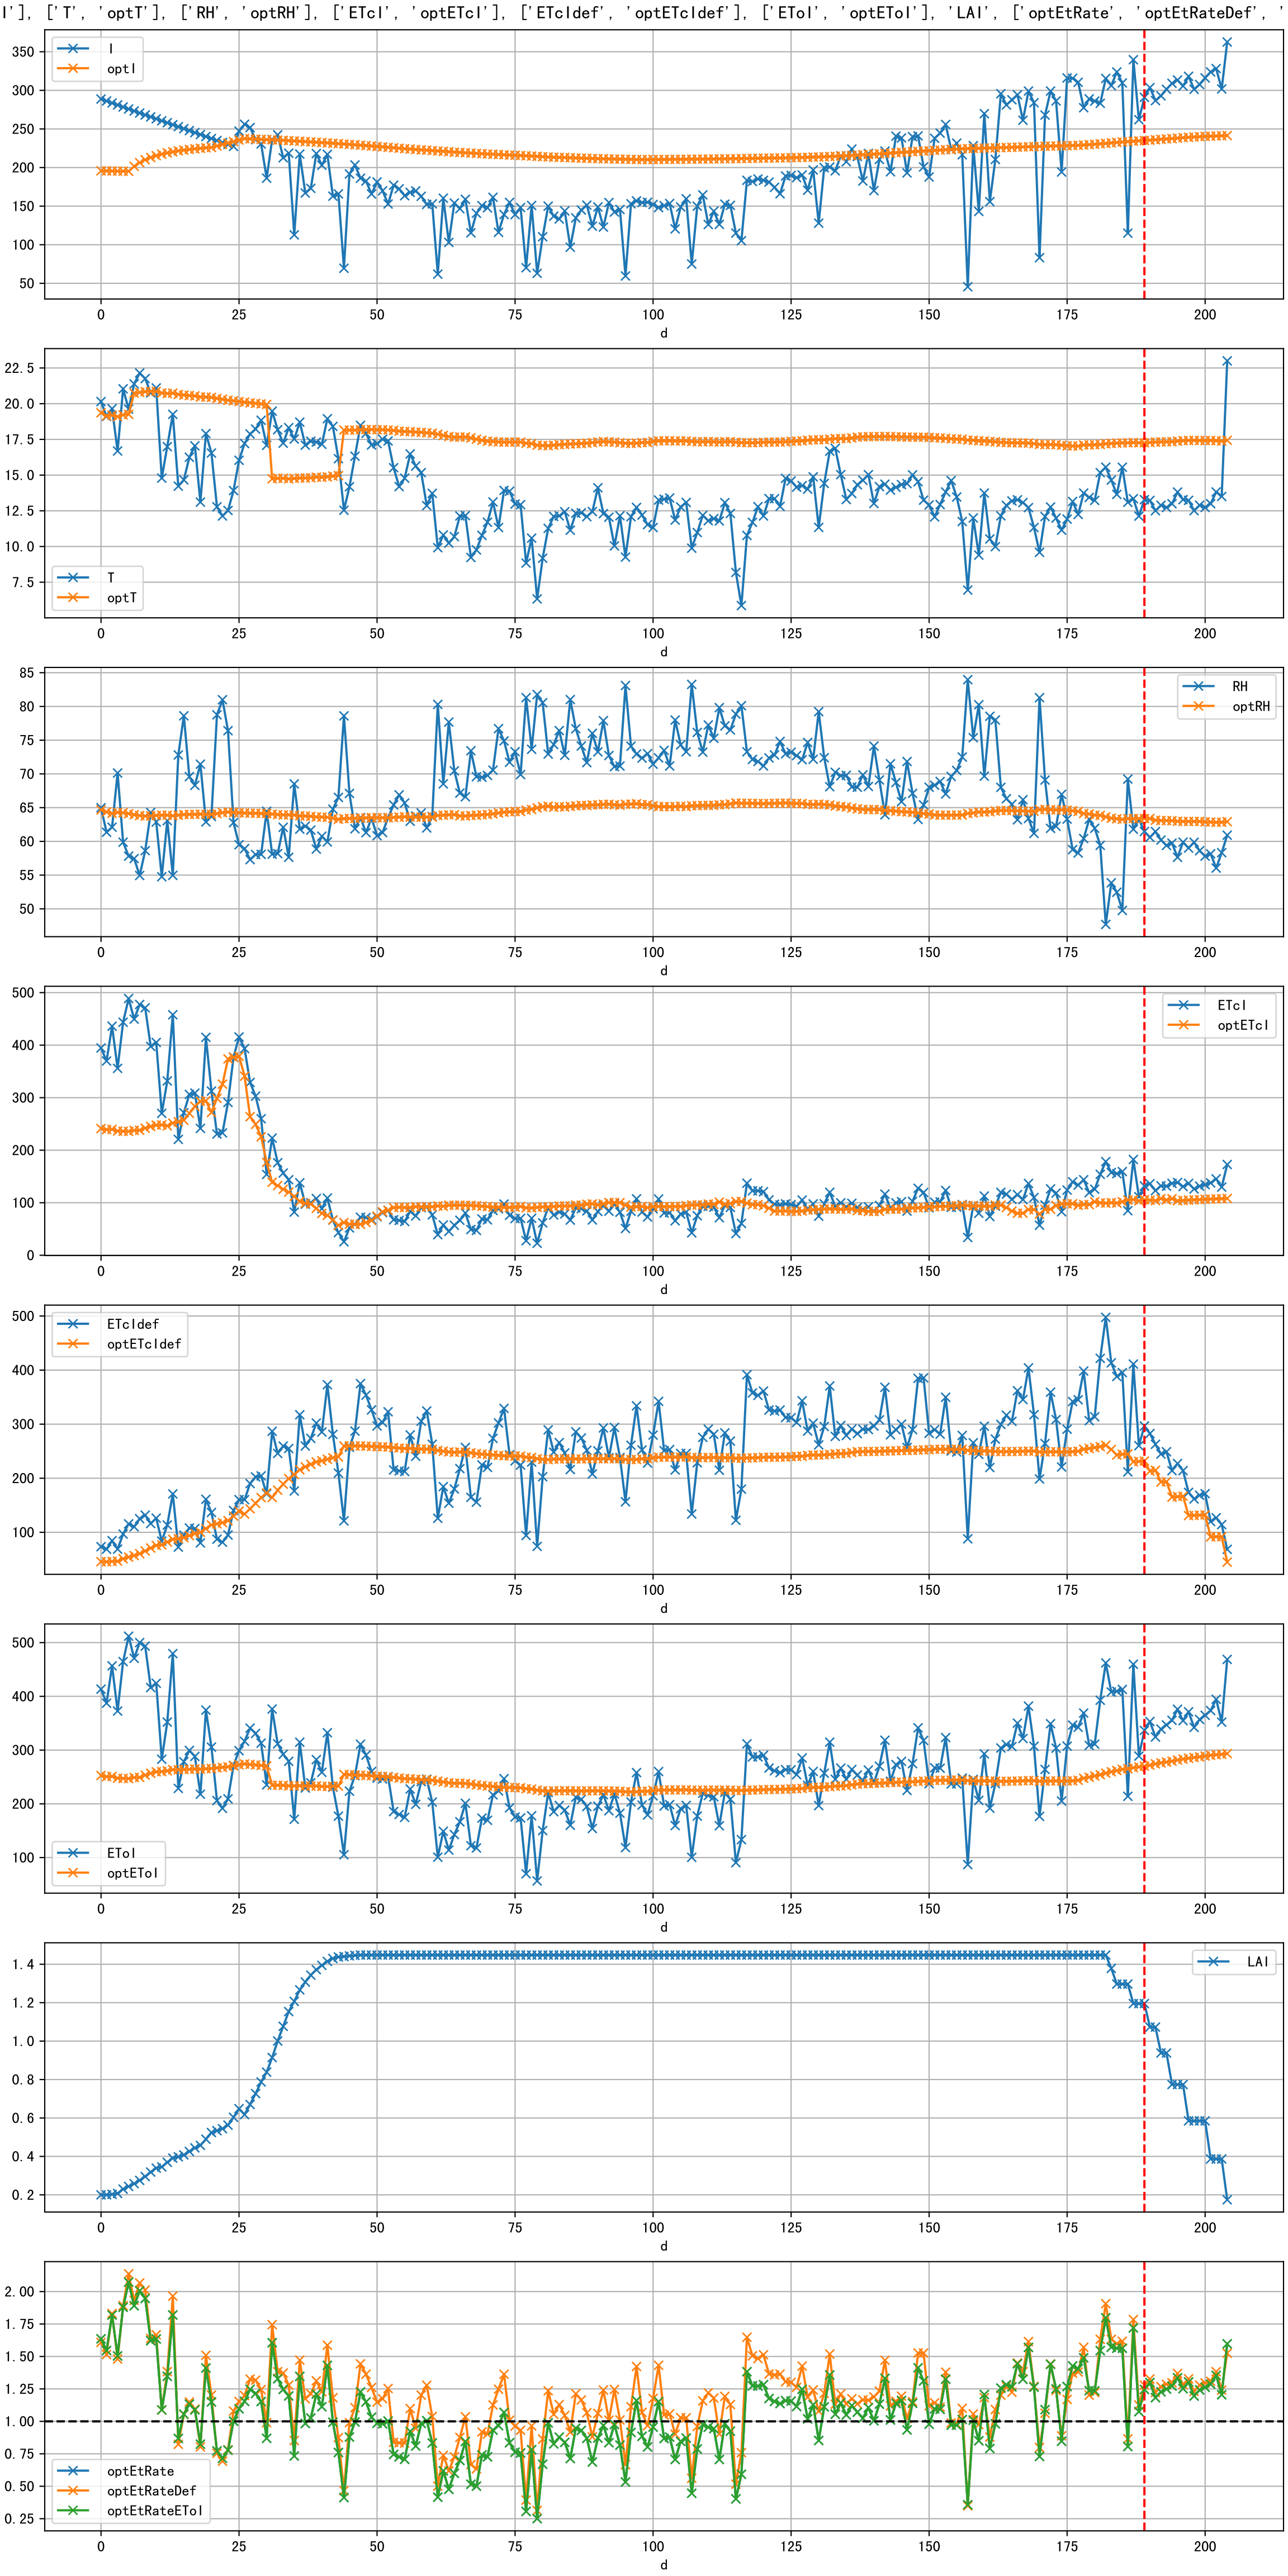 I'], ['T', 'optT'], ['RH', 'optRH'], ['ETcI', 'optETcI'], ['ETcIdef', 'optETcIdef'], ['EToI', 'optEToI'], 'LAI', ['optEtRate', 'optEtRateDef', '
I
optI
350
300
250
200
150
100
50
0 25 50 75 100 125 150 175 200
d
22.5
20.0
17.5
15.0
12.5
10.0
7.5
T
optT
0 25 50 75 100 125 150 175 200
d
RH
optRH
85
80
75
70
65
60
55
50
0 25 50 75 100 125 150 175 200
d
ETcI
optETcI
500
400
300
200
100
0
0 25 50 75 100 125 150 175 200
d
ETcIdef
optETcIdef
500
400
300
200
100
0 25 50 75 100 125 150 175 200
d
500
400
300
200
100
EToI
optEToI
0 25 50 75 100 125 150 175 200
d
LAI
1.4
1.2
1.0
0.8
0.6
0.4
0.2
0 25 50 75 100 125 150 175 200
d
2.00
1.75
1.50
1.25
1.00
0.75
0.50
0.25
optEtRate
optEtRateDef
optEtRateEToI
0 25 50 75 100 125 150 175 200
d